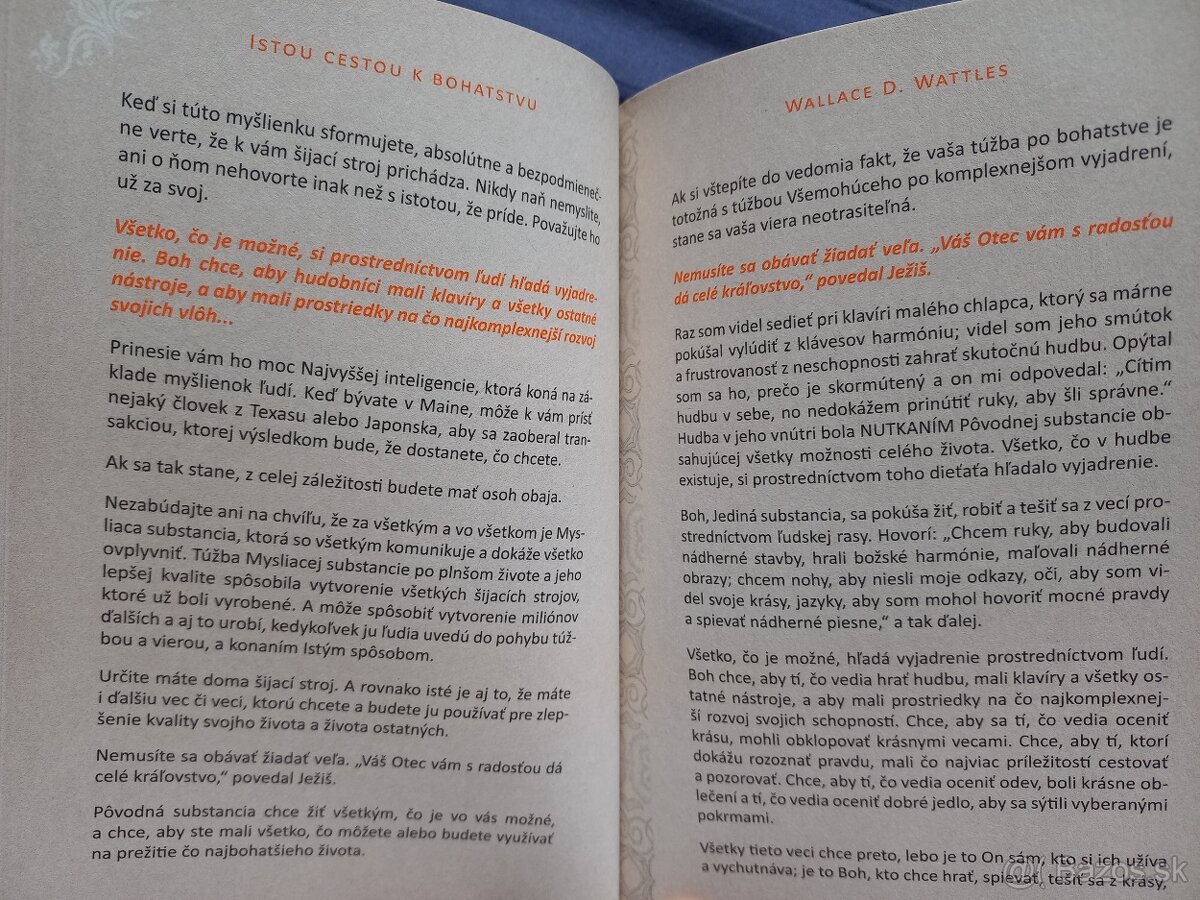 ISTOU CESTOU K BOHATSTVU
Keď si túto myšlienku sformujete, absolútne a bezpodmieneč-
ne verte, že k vám šijací stroj prichádza. Nikdy naň nemyslite,
ani o ňom nehovorte inak než s istotou, že príde. Považujte ho
už za svoj.
Všetko, čo je možné, si prostredníctvom ľudí hľadá vyjadre-
nie. Boh chce, aby hudobníci mali klavíry a všetky ostatné
nástroje, a aby mali prostriedky na čo najkomplexnejší rozvoj
svojich vlôh...
Prinesie vám ho moc Najvyššej inteligencie, ktorá koná na zá-
klade myšlienok ľudí. Keď bývate v Maine, môže k vám prísť
nejaký človek z Texasu alebo Japonska, aby sa zaoberal tran-
sakciou, ktorej výsledkom bude, že dostanete, čo chcete.
Ak sa tak stane, z celej záležitosti budete mať osoh obaja.
Nezabúdajte ani na chvíľu, že za všetkým a vo všetkom je Mys-
liaca substancia, ktorá so všetkým komunikuje a dokáže všetko
ovplyvniť. Túžba Mysliacej substancie po plnšom živote a jeho
lepšej kvalite spôsobila vytvorenie všetkých šijacích strojov,
ktoré už boli vyrobené. A môže spôsobiť vytvorenie miliónov
ďalších a aj to urobí, kedykoľvek ju ľudia uvedú do pohybu túž-
bou a vierou, a konaním Istým spôsobom.
Určite máte doma šijací stroj. A rovnako isté je aj to, že máte
i ďalšiu vec či veci, ktorú chcete a budete ju používať pre zlep-
šenie kvality svojho života a života ostatných.
Nemusíte sa obávať žiadať veľa. „Váš Otec vám s radosťou dá
celé kráľovstvo,“ povedal Ježiš.
Pôvodná substancia chce žiť všetkým, čo je vo vás možné,
a chce, aby ste mali všetko, čo môžete alebo budete využívať
na prežitie čo najbohatšieho života.
WALLACE D. WATTLES
Ak si vštepíte do vedomia fakt, že vaša túžba po bohatstve je
totožná s túžbou Všemohúceho po komplexnejšom vyjadrení,
stane sa vaša viera neotrasiteľná.
Nemusíte sa obávať žiadať veľa. „Váš Otec vám s radosťou
dá celé kráľovstvo,“ povedal Ježiš.
Raz som videl sedieť pri klavíri malého chlapca, ktorý sa márne
pokúšal vylúdiť z klávesov harmóniu; videl som jeho smútok
a frustrovanosť z neschopnosti zahrať skutočnú hudbu. Opýtal
som sa ho, prečo je skormútený a on mi odpovedal: „Cítim
hudbu v sebe, no nedokážem prinútiť ruky, aby šli správne.“
Hudba v jeho vnútri bola NUTKANÍM Pôvodnej substancie ob-
sahujúcej všetky možnosti celého života. Všetko, čo v hudbe
existuje, si prostredníctvom toho dieťaťa hľadalo vyjadrenie.
Boh, Jediná substancia, sa pokúša žiť, robiť a tešiť sa z vecí pro-
stredníctvom ľudskej rasy. Hovorí: „Chcem ruky, aby budovali
nádherné stavby, hrali božské harmónie, maľovali nádherné
obrazy; chcem nohy, aby niesli moje odkazy, oči, aby som vi-
del svoje krásy, jazyky, aby som mohol hovoriť mocné pravdy
a spievať nádherné piesne,“ a tak ďalej.
Všetko, čo je možné, hľadá vyjadrenie prostredníctvom ľudí.
Boh chce, aby tí, čo vedia hrať hudbu, mali klavíry a všetky os-
tatné nástroje, a aby mali prostriedky na čo najkomplexnej-
ší rozvoj svojich schopností. Chce, aby sa tí, čo vedia oceniť
krásu, mohli obklopovať krásnymi vecami. Chce, aby tí, ktorí
dokážu rozoznať pravdu, mali čo najviac príležitostí cestovať
a pozorovať. Chce, aby tí, čo vedia oceniť odev, boli krásne ob-
lečení a tí, čo vedia oceniť dobré jedlo, aby sa sýtili vyberanými
pokrmami.
Všetky tieto veci chce preto, lebo je to On sám, kto si ich užíva
a vychutnáva; je to Boh, kto chce hrať, spievať, tešiť sa z krásy,
Bazos.sk